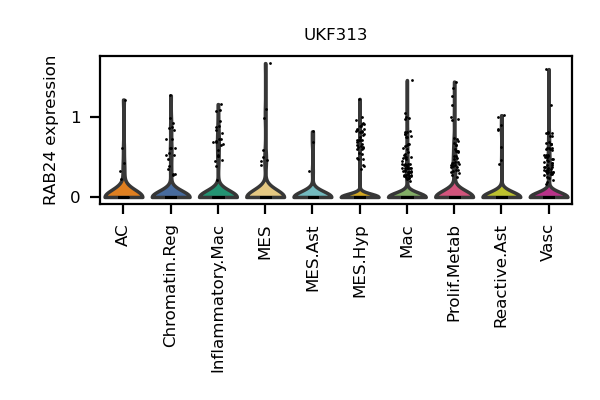 UKF313
RAB24 expression
1
0
AC
Chromatin.Reg
Inflammatory.Mac
MES
MES.Ast
MES.Hyp
Mac
Prolif.Metab
Reactive.Ast
Vasc